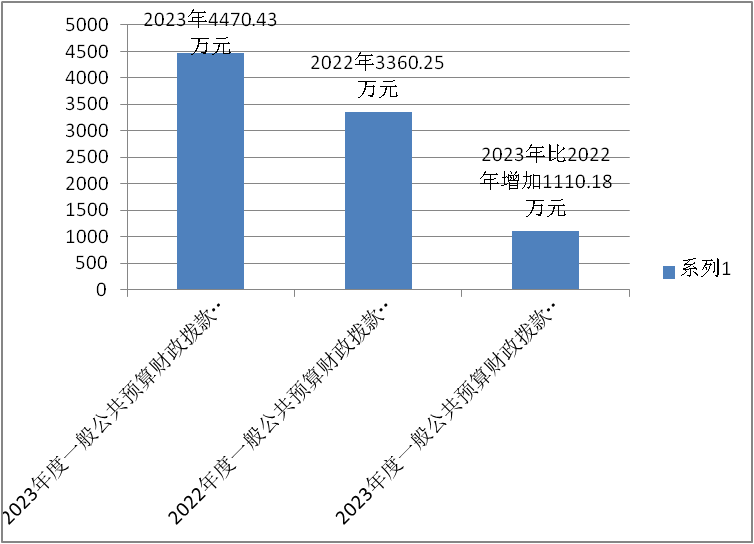 2023年4470.43
万元
2022年3360.25
万元
2023年比2022
年增加1110.18
万元
5000
4500
4000
3500
3000
2500
2000
1500
1000
500
0
系列1
2023年度一般公共预算财政拨款…
2022年度一般公共预算财政拨款…
2023年度一般公共预算财政拨款…